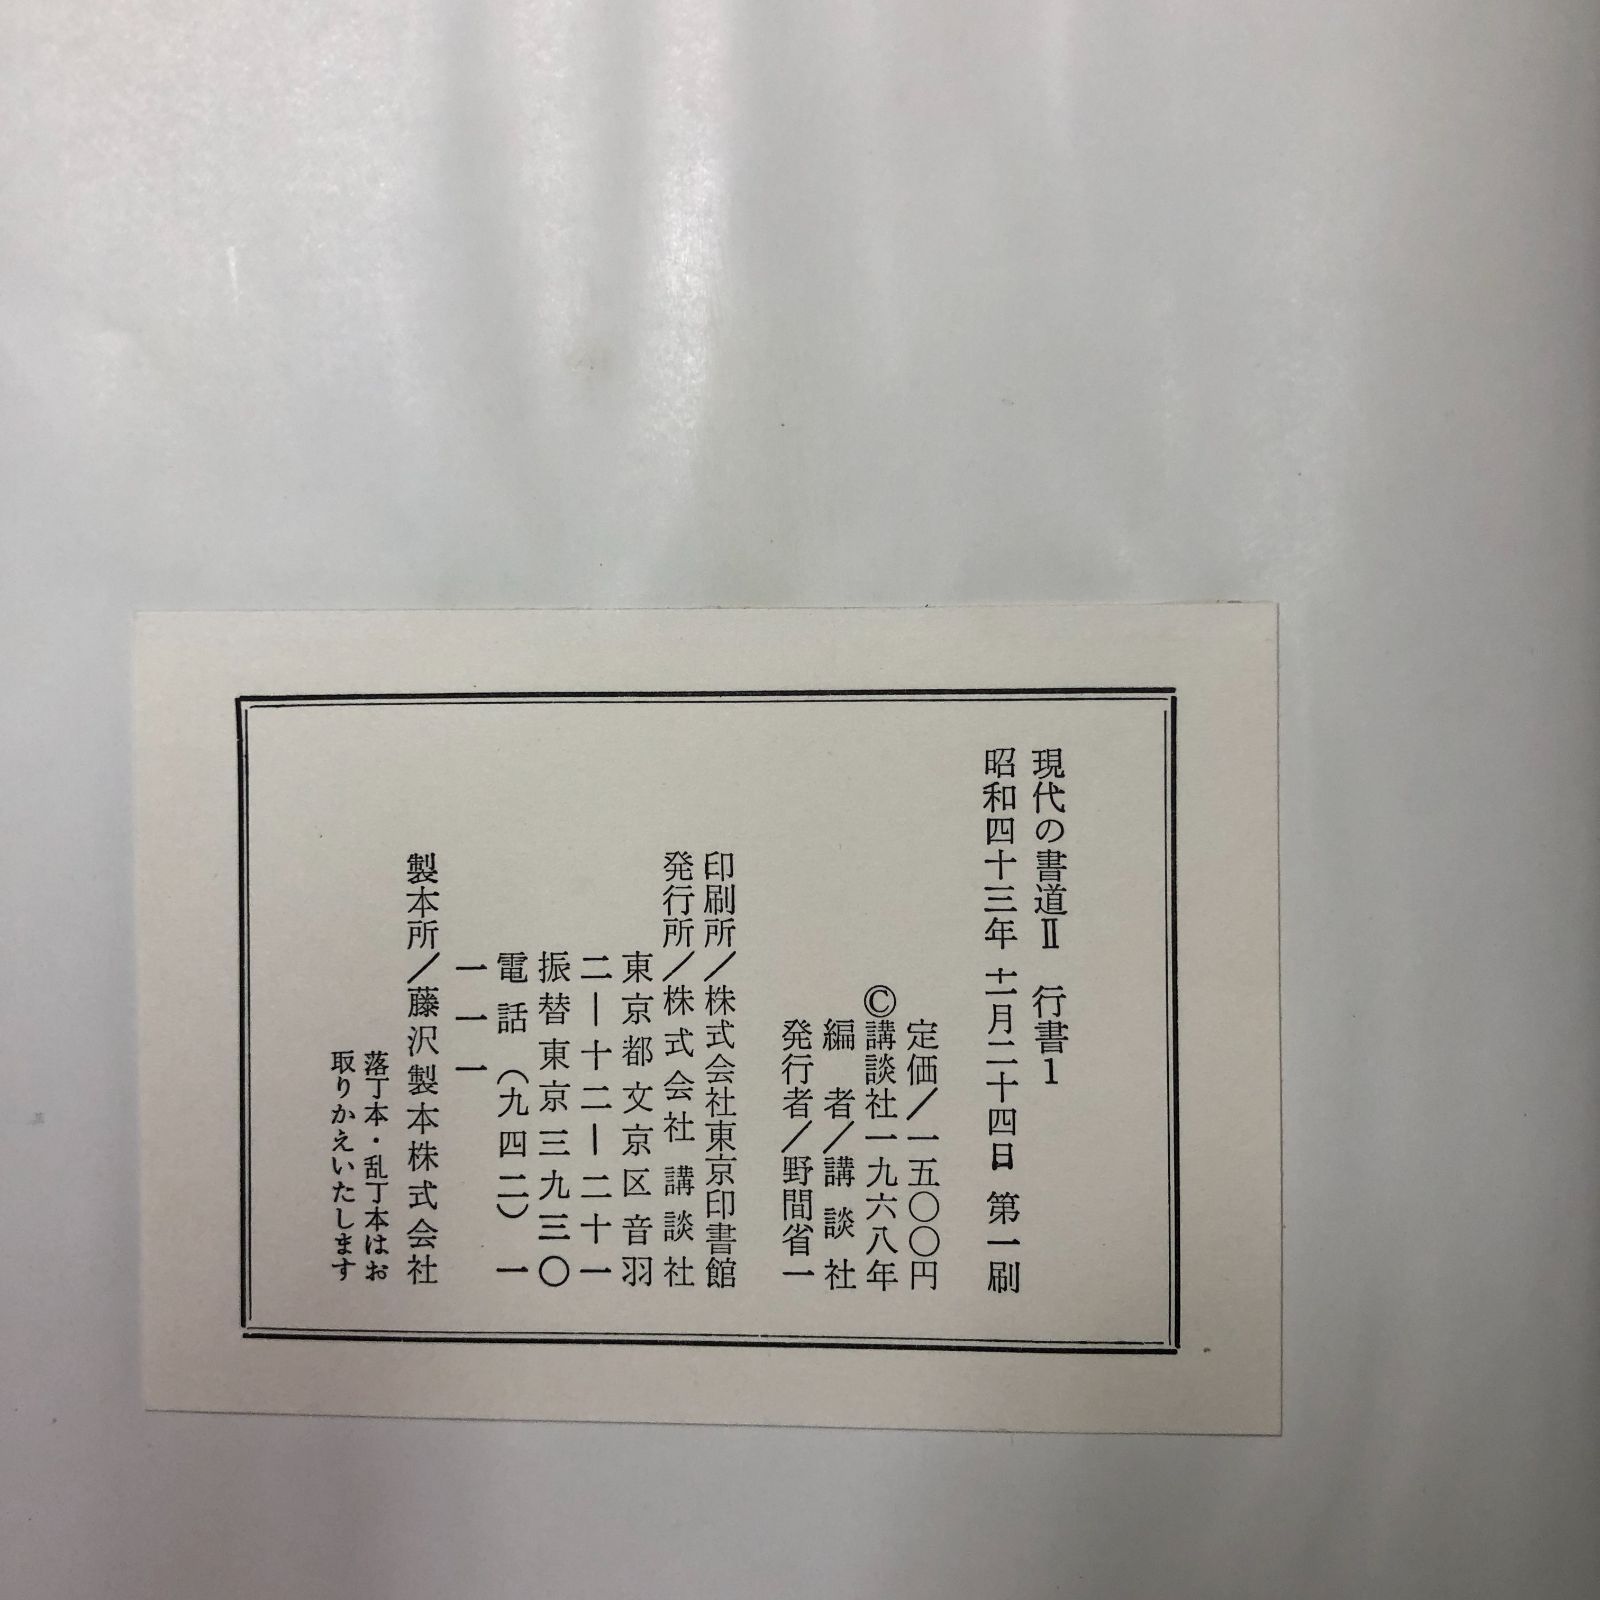 現代の書道Ⅱ 行書1
昭和四十三年 十二月二十四日 第一刷
定価/一五〇〇円
©講談社一九六八年
編者/講談社
発行者/野間省一
印刷所/株式会社東京印書館
発行所/株式会社 講談社
東京都文京区音羽
二―十二―二十一
振替東京三九三〇
電話(九四二)一
一一一
製本所/藤沢製本株式会社
落丁本・乱丁本はお
取りかえいたします